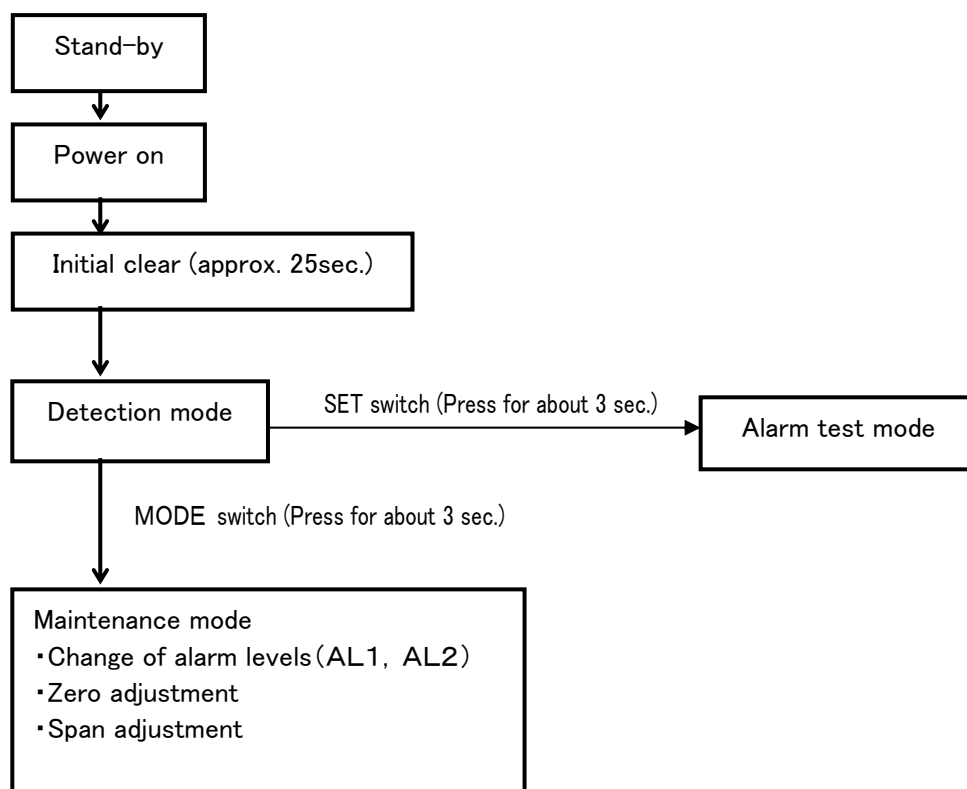 Stand-by
Power on
Initial clear (approx. 25sec.)
Detection mode
SET switch (Press for about 3 sec.)
Alarm test mode
MODE switch (Press for about 3 sec.)
Maintenance mode
・Change of alarm levels(AL1, AL2)
・Zero adjustment
・Span adjustment